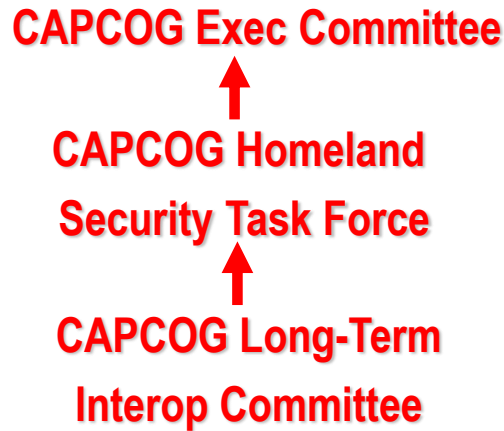 CAPCOG Exec Committee
CAPCOG Homeland
Security Task Force
CAPCOG Long-Term
Interop Committee